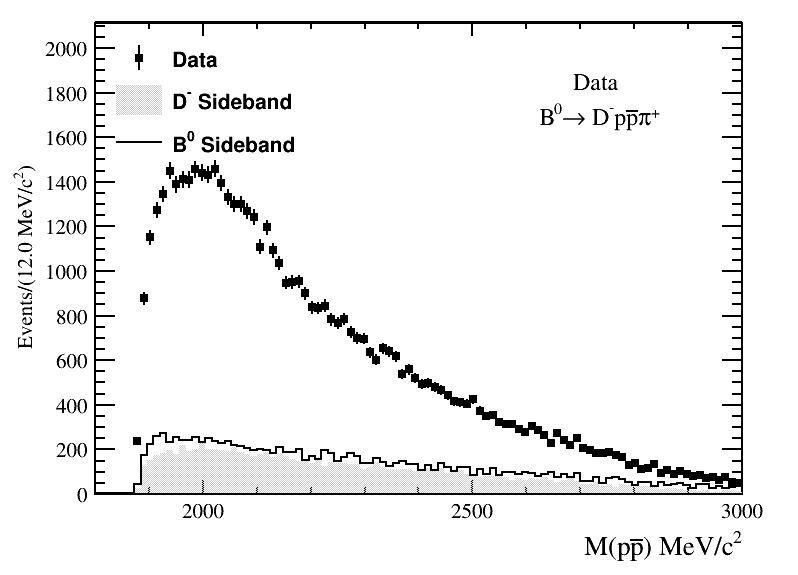 2000
1800
1600
1400
1200
1000
800
600
400
200
0
Events/(12.0 MeV/c²)
Data
D⁻ Sideband
B⁰ Sideband
Data
B⁰→ D⁻pp̅π⁺
2000 2500 3000
M(pp̅) MeV/c²